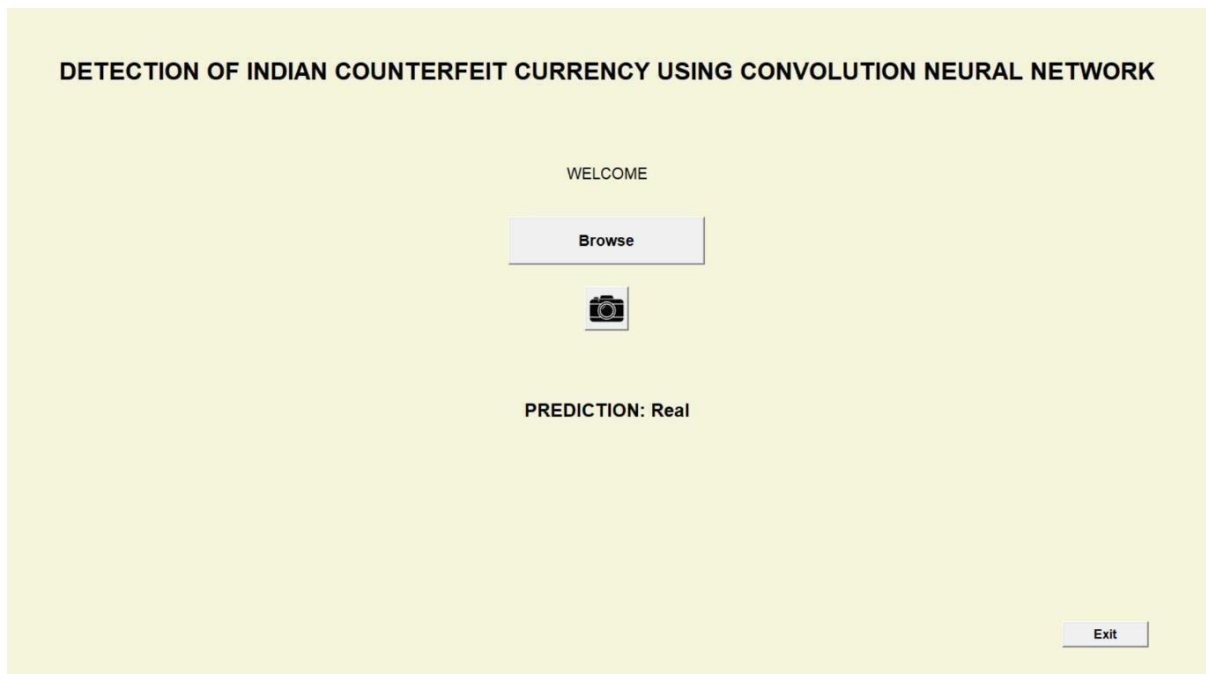 DETECTION OF INDIAN COUNTERFEIT CURRENCY USING CONVOLUTION NEURAL NETWORK
WELCOME
Browse
PREDICTION: Real
Exit